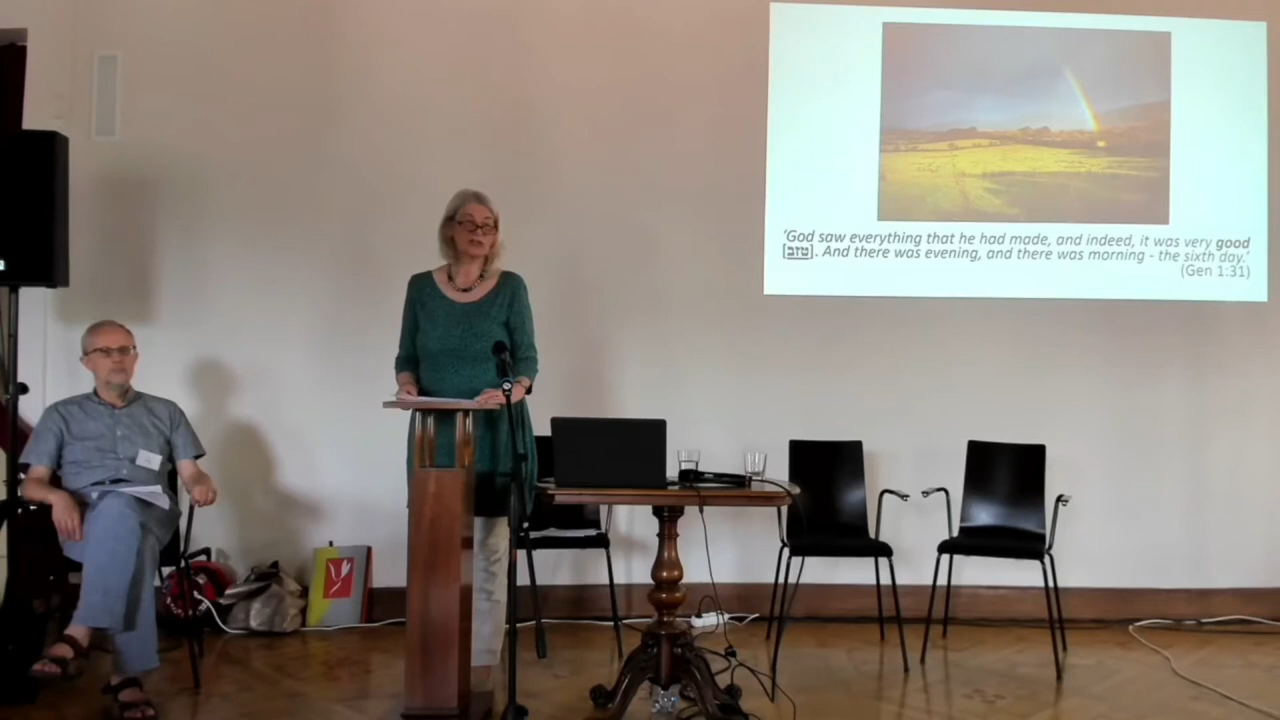 'God saw everything that he had made, and indeed, it was very good
[טוב]. And there was evening, and there was morning - the sixth day.'
(Gen 1:31)